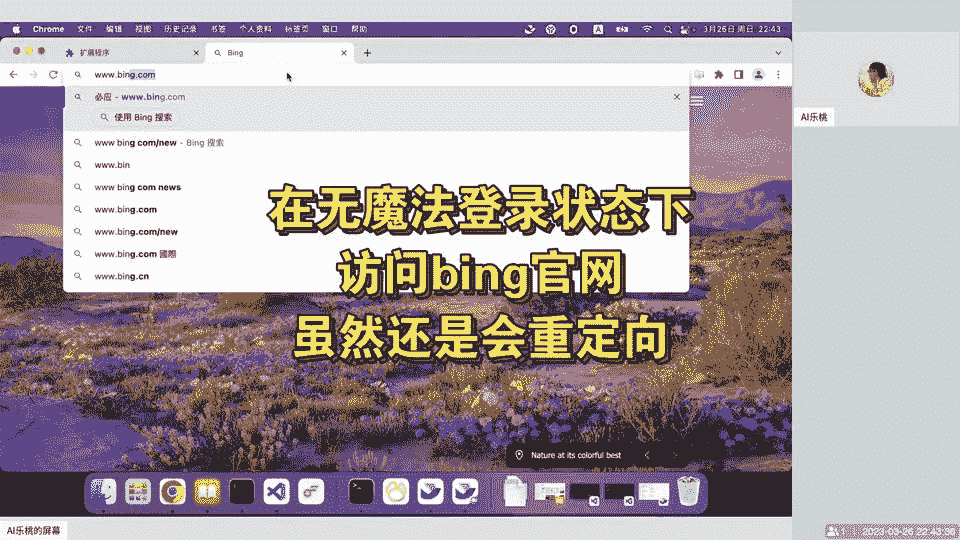 Chrome 文件 编辑 视图 历史记录 书签 个人资料 标签页 窗口 帮助
A
3月26日 周日 22:43
扩展程序
Bing
www.bing.com
必应 - www.bing.com
使用 Bing 搜索
www bing com/new - Bing 搜索
www.bin
www bing com news
www.bing.com
www.bing.com/new
www.bing.com 國際
www.bing.cn
在无魔法登录状态下
访问bing官网
虽然还是会重定向
Nature at its colorful best
AI乐桃
AI乐桃的屏幕